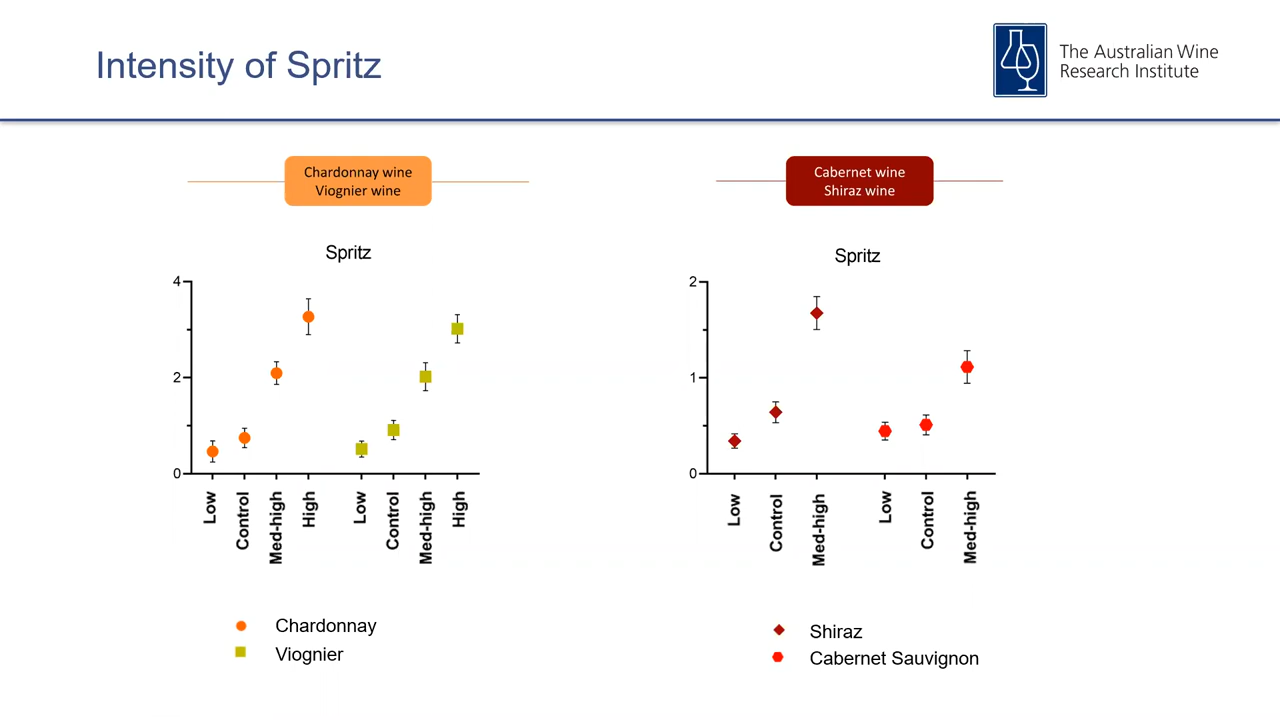 Intensity of Spritz
The Australian Wine
Research Institute
Chardonnay wine
Viognier wine
Spritz
4
2
0
Low
Control
Med-high
High
Low
Control
Med-high
High
Chardonnay
Viognier
Cabernet wine
Shiraz wine
Spritz
2
1
0
Low
Control
Med-high
Low
Control
Med-high
Shiraz
Cabernet Sauvignon